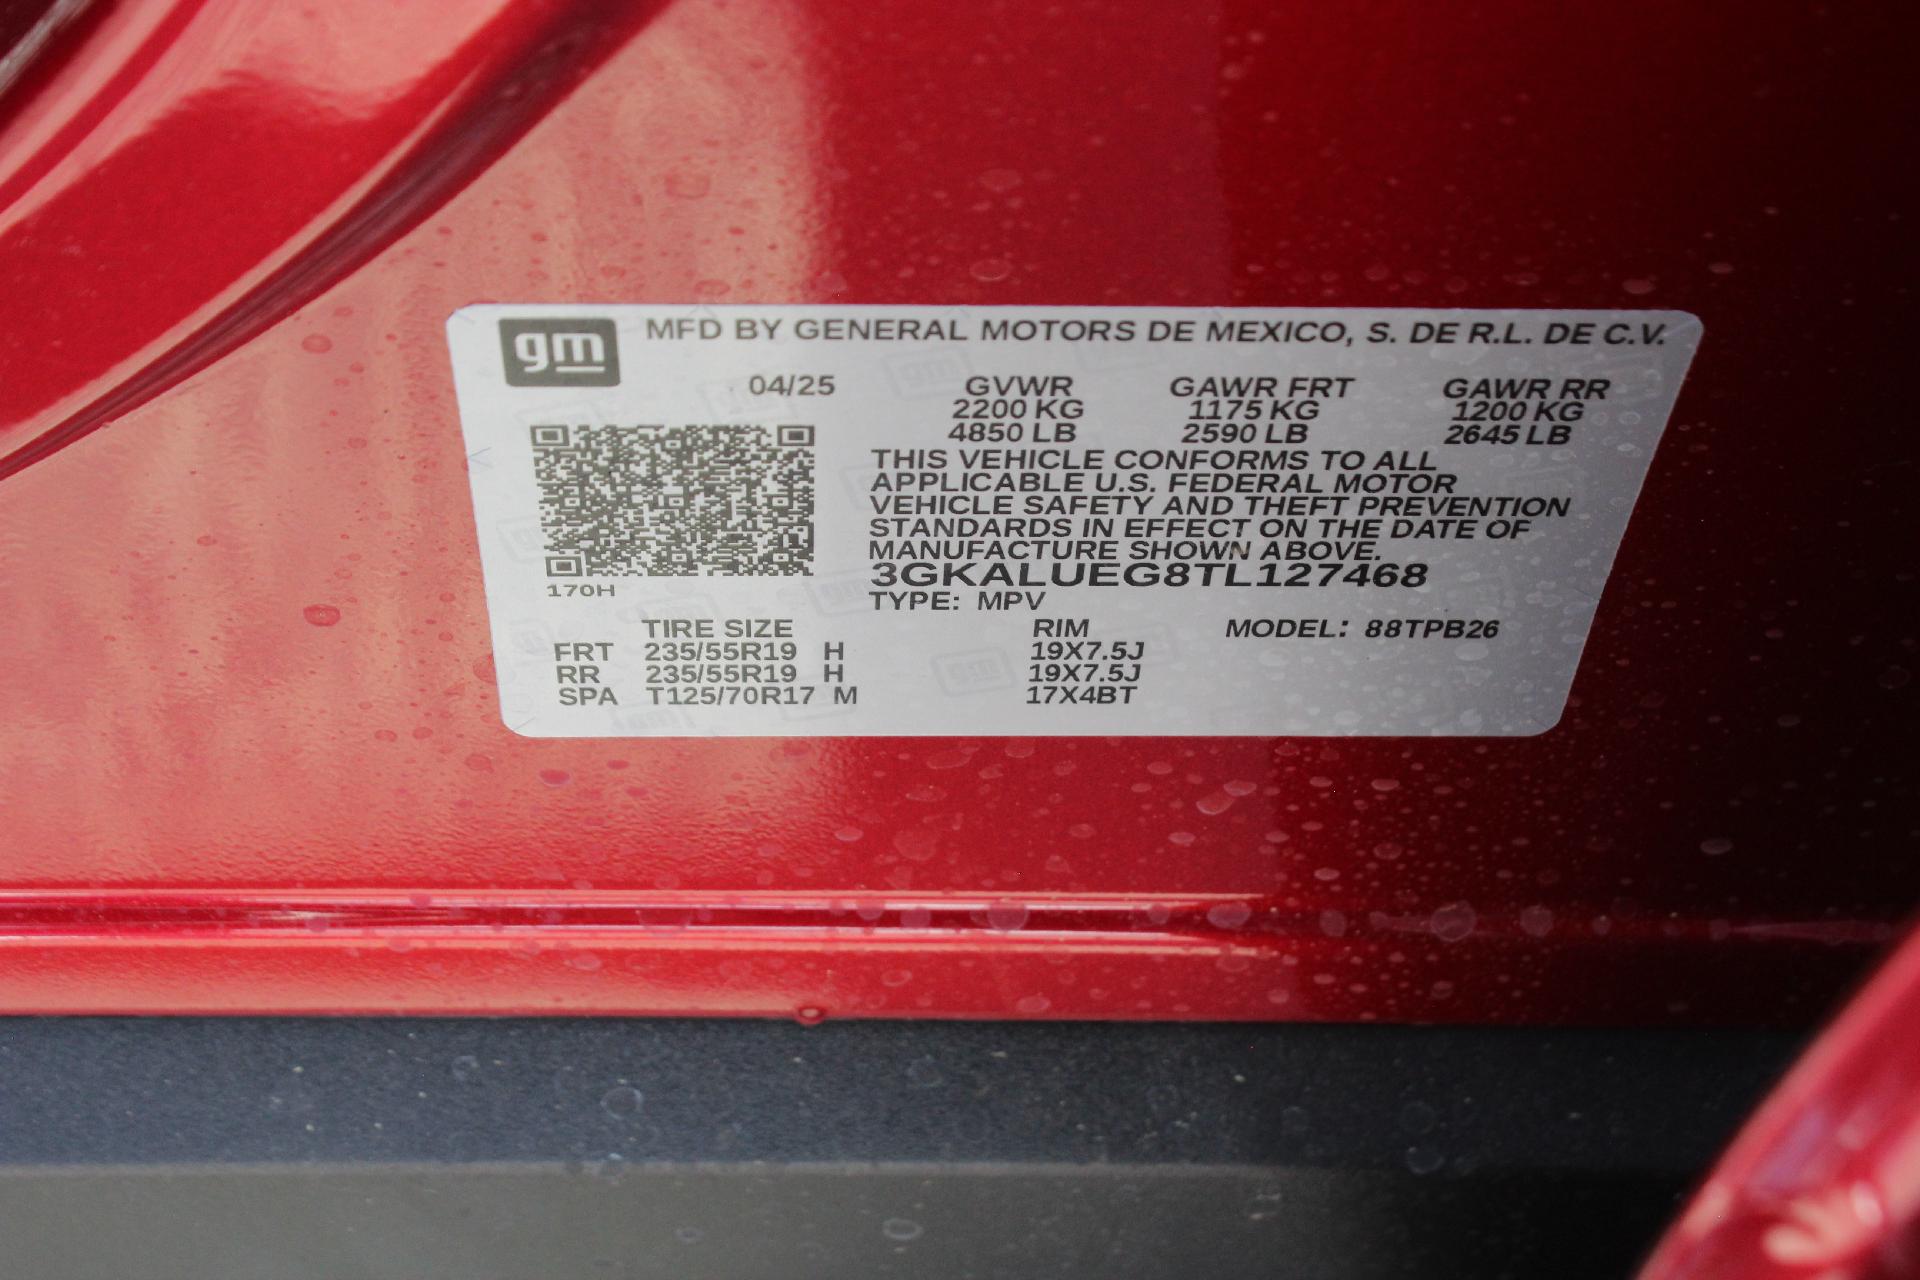 gm MFD BY GENERAL MOTORS DE MEXICO, S. DE R.L. DE C.V.
04/25 GVWR GAWR FRT GAWR RR
2200 KG 1175 KG 1200 KG
4850 LB 2590 LB 2645 LB
THIS VEHICLE CONFORMS TO ALL
APPLICABLE U.S. FEDERAL MOTOR
VEHICLE SAFETY AND THEFT PREVENTION
STANDARDS IN EFFECT ON THE DATE OF
MANUFACTURE SHOWN ABOVE.
3GKALUEG8TL127468
170H
TYPE: MPV
TIRE SIZE RIM MODEL: 88TPB26
FRT 235/55R19 H 19X7.5J
RR 235/55R19 H 19X7.5J
SPA T125/70R17 M 17X4BT